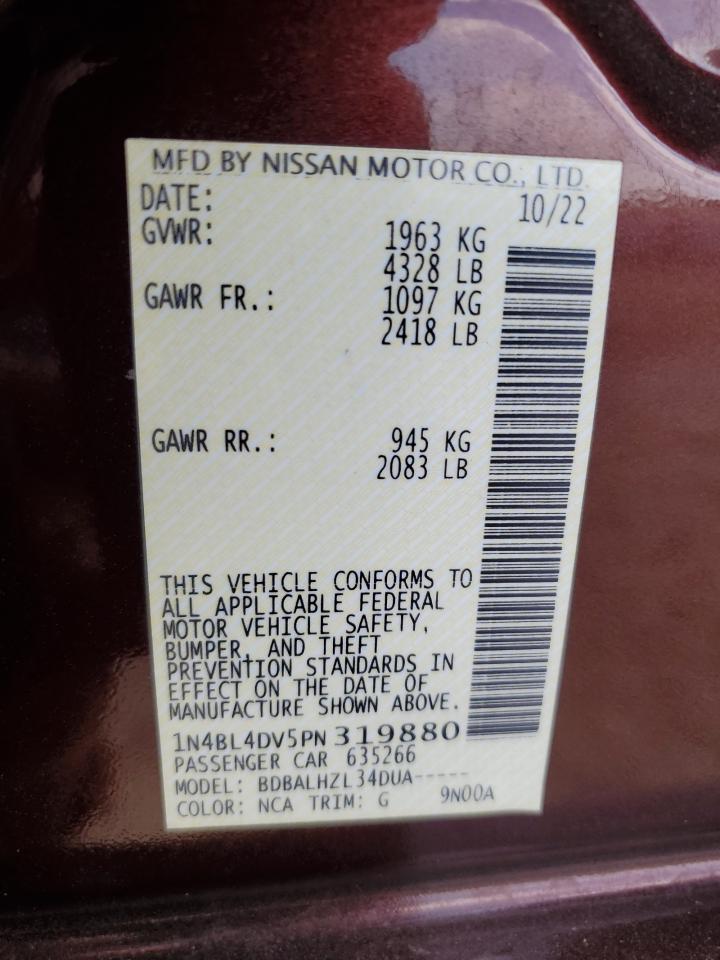 MFD BY NISSAN MOTOR CO., LTD.
DATE: 10/22
GVWR: 1963 KG
4328 LB
GAWR FR.: 1097 KG
2418 LB
GAWR RR.: 945 KG
2083 LB
THIS VEHICLE CONFORMS TO
ALL APPLICABLE FEDERAL
MOTOR VEHICLE SAFETY,
BUMPER, AND THEFT
PREVENTION STANDARDS IN
EFFECT ON THE DATE OF
MANUFACTURE SHOWN ABOVE.
1N4BL4DV5PN 319880
PASSENGER CAR 635266
MODEL: BDBALHZL34DUA-----
COLOR: NCA TRIM: G 9N00A